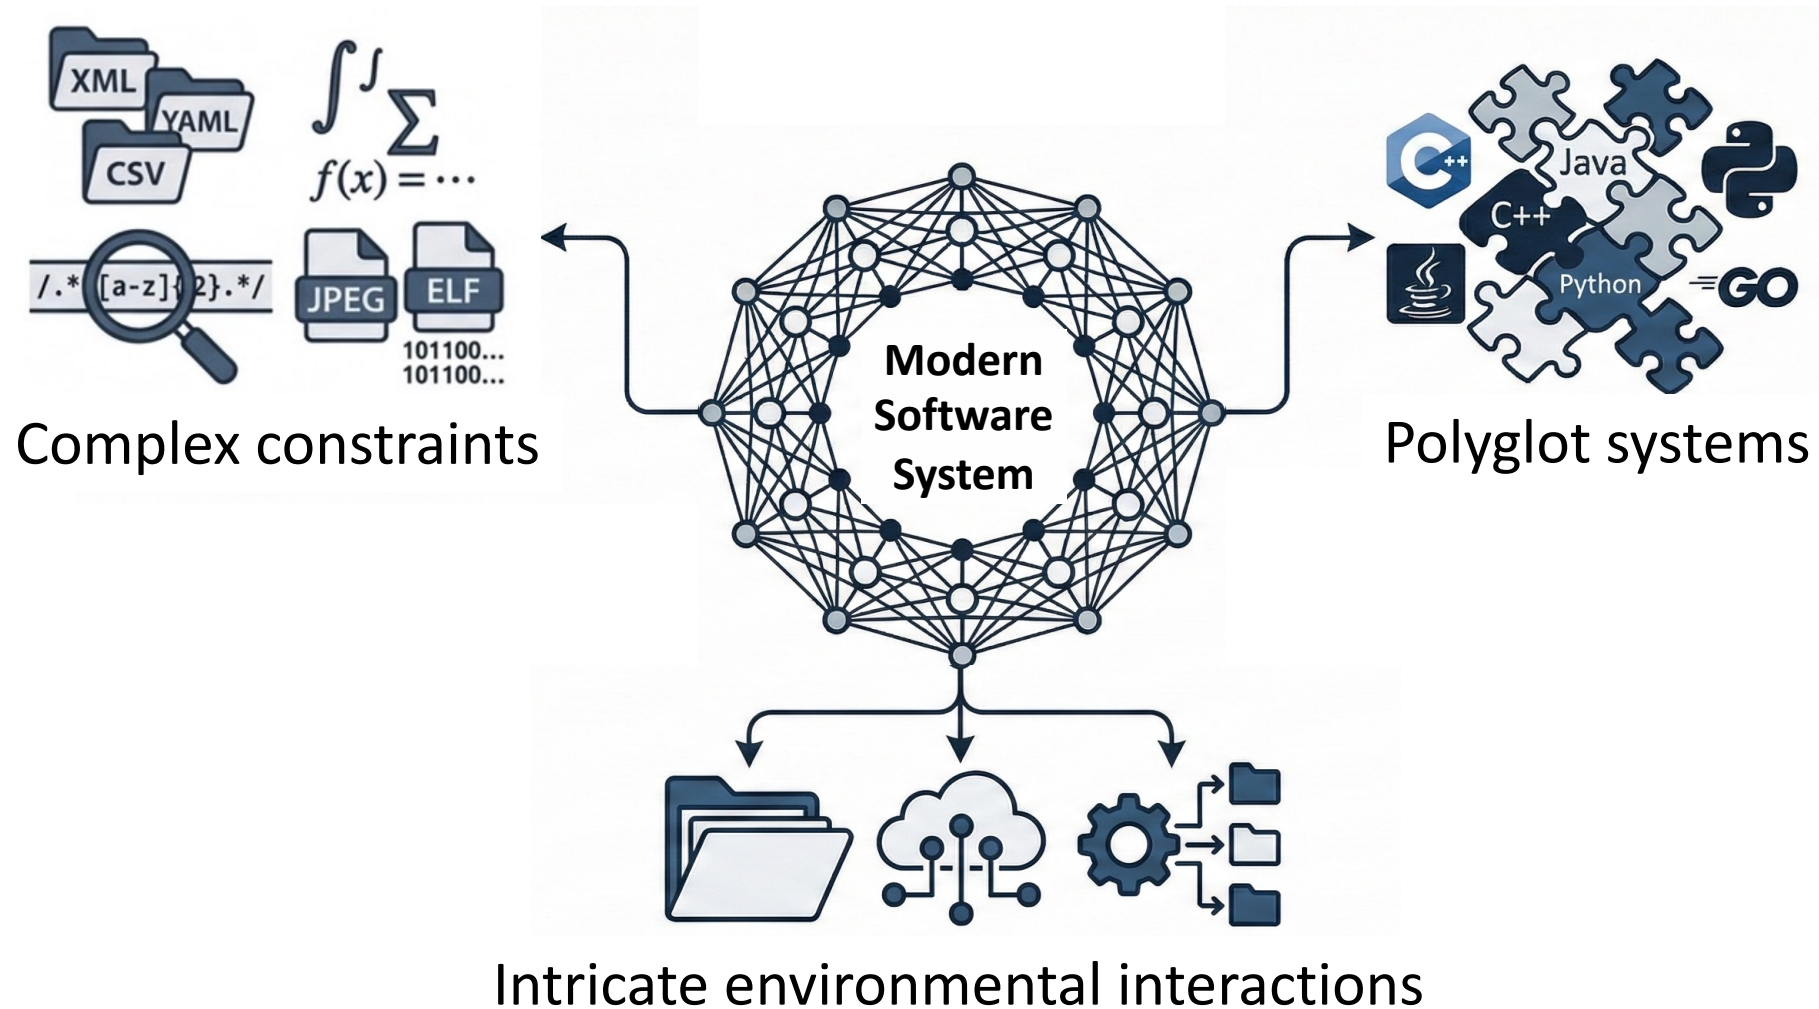 XML
YAML
CSV
f(x) = ...
/.* [a-z]{2}.*/
JPEG
ELF
101100...
101100...
Complex constraints
Modern
Software
System
C++
Java
C++
Python
GO
Polyglot systems
Intricate environmental interactions